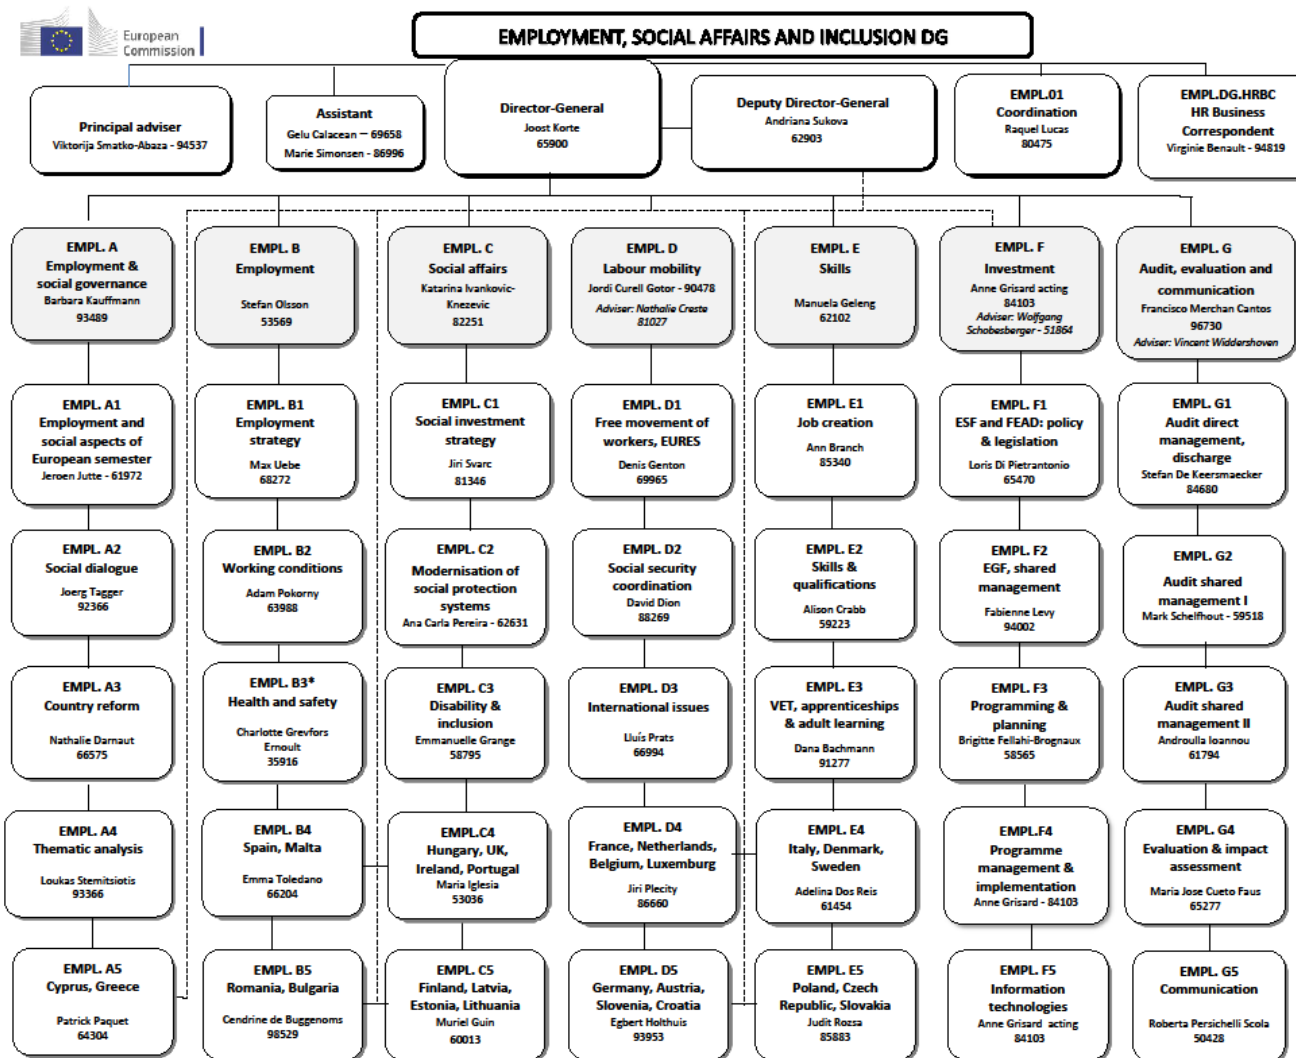 European
Commission
EMPLOYMENT, SOCIAL AFFAIRS AND INCLUSION DG
Principal adviser
Viktorija Smatko-Abaza - 94537
Assistant
Gelu Calacean – 69658
Marie Simonsen - 86996
Director-General
Joost Korte
65900
Deputy Director-General
Andriana Sukova
62903
EMPL.01
Coordination
Raquel Lucas
80475
EMPL.DG.HRBC
HR Business
Correspondent
Virginie Benault - 94819
EMPL. A
Employment &
social governance
Barbara Kauffmann
93489
EMPL. B
Employment
Stefan Olsson
53569
EMPL. C
Social affairs
Katarina Ivankovic-
Knezevic
82251
EMPL. D
Labour mobility
Jordi Curell Gotor - 90478
Adviser: Nathalie Creste
81027
EMPL. E
Skills
Manuela Geleng
62102
EMPL. F
Investment
Anne Grisard acting
84103
Adviser: Wolfgang
Schobesberger - 51864
EMPL. G
Audit, evaluation and
communication
Francisco Merchan Cantos
96730
Adviser: Vincent Widdershoven
EMPL. A1
Employment and
social aspects of
European semester
Jeroen Jutte - 61972
EMPL. B1
Employment
strategy
Max Uebe
68272
EMPL. C1
Social investment
strategy
Jiri Svarc
81346
EMPL. D1
Free movement of
workers, EURES
Denis Genton
69965
EMPL. E1
Job creation
Ann Branch
85340
EMPL. F1
ESF and FEAD: policy
& legislation
Loris Di Pietrantonio
65470
EMPL. G1
Audit direct
management,
discharge
Stefan De Keersmaecker
84680
EMPL. A2
Social dialogue
Joerg Tagger
92366
EMPL. B2
Working conditions
Adam Pokorny
63988
EMPL. C2
Modernisation of
social protection
systems
Ana Carla Pereira - 62631
EMPL. D2
Social security
coordination
David Dion
88269
EMPL. E2
Skills &
qualifications
Alison Crabb
59223
EMPL. F2
EGF, shared
management
Fabienne Levy
94002
EMPL. G2
Audit shared
management I
Mark Schelfhout - 59518
EMPL. A3
Country reform
Nathalie Darnaut
66575
EMPL. B3*
Health and safety
Charlotte Grevfors
Ernoult
35916
EMPL. C3
Disability &
inclusion
Emmanuelle Grange
58795
EMPL. D3
International issues
Lluís Prats
66994
EMPL. E3
VET, apprenticeships
& adult learning
Dana Bachmann
91277
EMPL. F3
Programming &
planning
Brigitte Fellahi-Brognaux
58565
EMPL. G3
Audit shared
management II
Androulla Ioannou
61794
EMPL. A4
Thematic analysis
Loukas Stemitsiotis
93366
EMPL. B4
Spain, Malta
Emma Toledano
66204
EMPL.C4
Hungary, UK,
Ireland, Portugal
Maria Iglesia
53036
EMPL. D4
France, Netherlands,
Belgium, Luxemburg
Jiri Plecity
86660
EMPL. E4
Italy, Denmark,
Sweden
Adelina Dos Reis
61454
EMPL.F4
Programme
management &
implementation
Anne Grisard - 84103
EMPL. G4
Evaluation & impact
assessment
Maria Jose Cueto Faus
65277
EMPL. A5
Cyprus, Greece
Patrick Paquet
64304
EMPL. B5
Romania, Bulgaria
Cendrine de Buggenoms
98529
EMPL. C5
Finland, Latvia,
Estonia, Lithuania
Muriel Guin
60013
EMPL. D5
Germany, Austria,
Slovenia, Croatia
Egbert Holthuis
93953
EMPL. E5
Poland, Czech
Republic, Slovakia
Judit Rozsa
85883
EMPL. F5
Information
technologies
Anne Grisard acting
84103
EMPL. G5
Communication
Roberta Persichelli Scola
50428